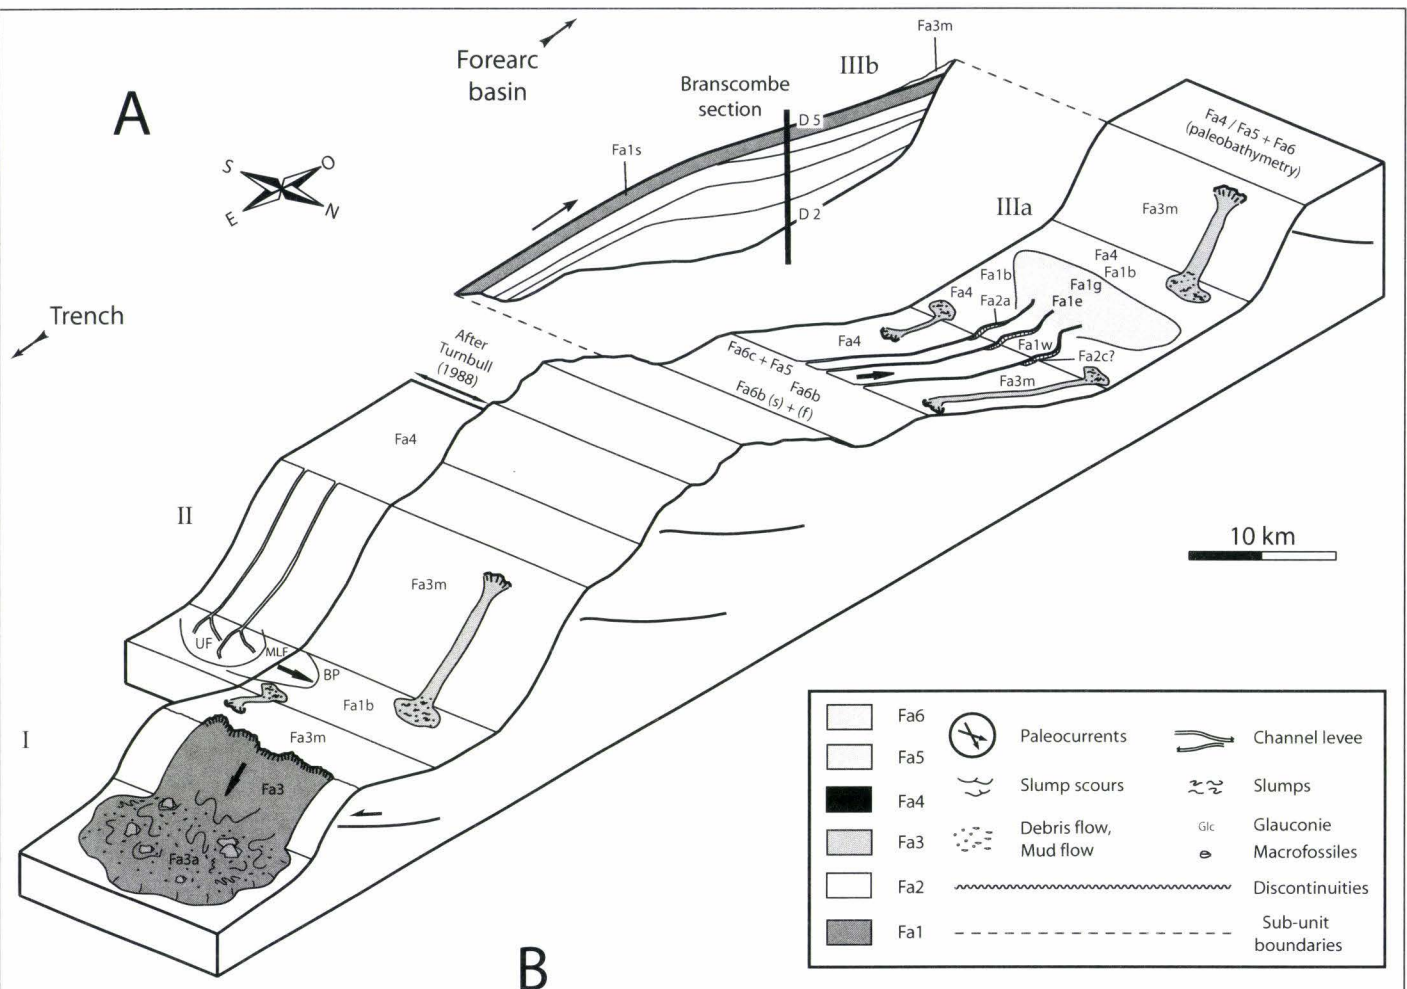 A
Forearc
basin
Branscombe
section
IIIb
Fa3m
D 5
Fa1s
D 2
S
O
E
N
Trench
After
Turnbull
(1988)
Fa4 / Fa5 + Fa6
(paleobathymetry)
Fa3m
IIIa
Fa4
Fa1b
Fa1b
Fa1g
Fa4
Fa2a
Fa1e
Fa4
Fa1w
Fa2c?
Fa3m
Fa6c + Fa5
Fa6b
Fa6b (s) + (f)
Fa4
II
Fa3m
10 km
UF
MLF
BP
Fa1b
I
Fa3m
Fa3
Fa3a
B
Fa6
Fa5
Fa4
Fa3
Fa2
Fa1
Paleocurrents
Slump scours
Debris flow,
Mud flow
Channel levee
Slumps
Glc
Glauconie
Macrofossiles
Discontinuities
Sub-unit
boundaries